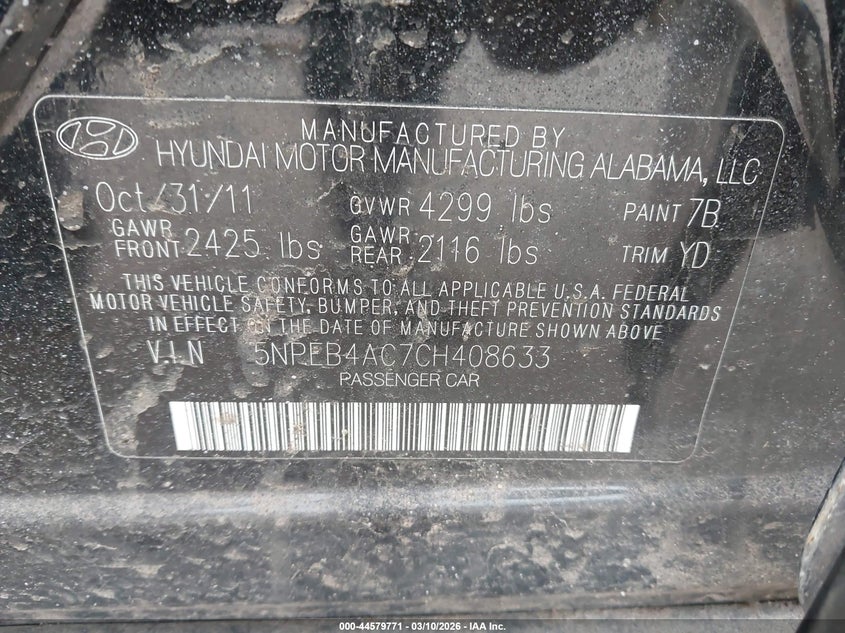 MANUFACTURED BY
HYUNDAI MOTOR MANUFACTURING ALABAMA, LLC
Oct/31/11 GVWR 4299 lbs PAINT 7B
GAWR FRONT 2425 lbs GAWR REAR 2116 lbs TRIM YD
THIS VEHICLE CONFORMS TO ALL APPLICABLE U.S.A. FEDERAL
MOTOR VEHICLE SAFETY, BUMPER, AND THEFT PREVENTION STANDARDS
IN EFFECT ON THE DATE OF MANUFACTURE SHOWN ABOVE
V.I.N 5NPEB4AC7CH408633
PASSENGER CAR
000-44579771 - 03/10/2026 - IAA Inc.